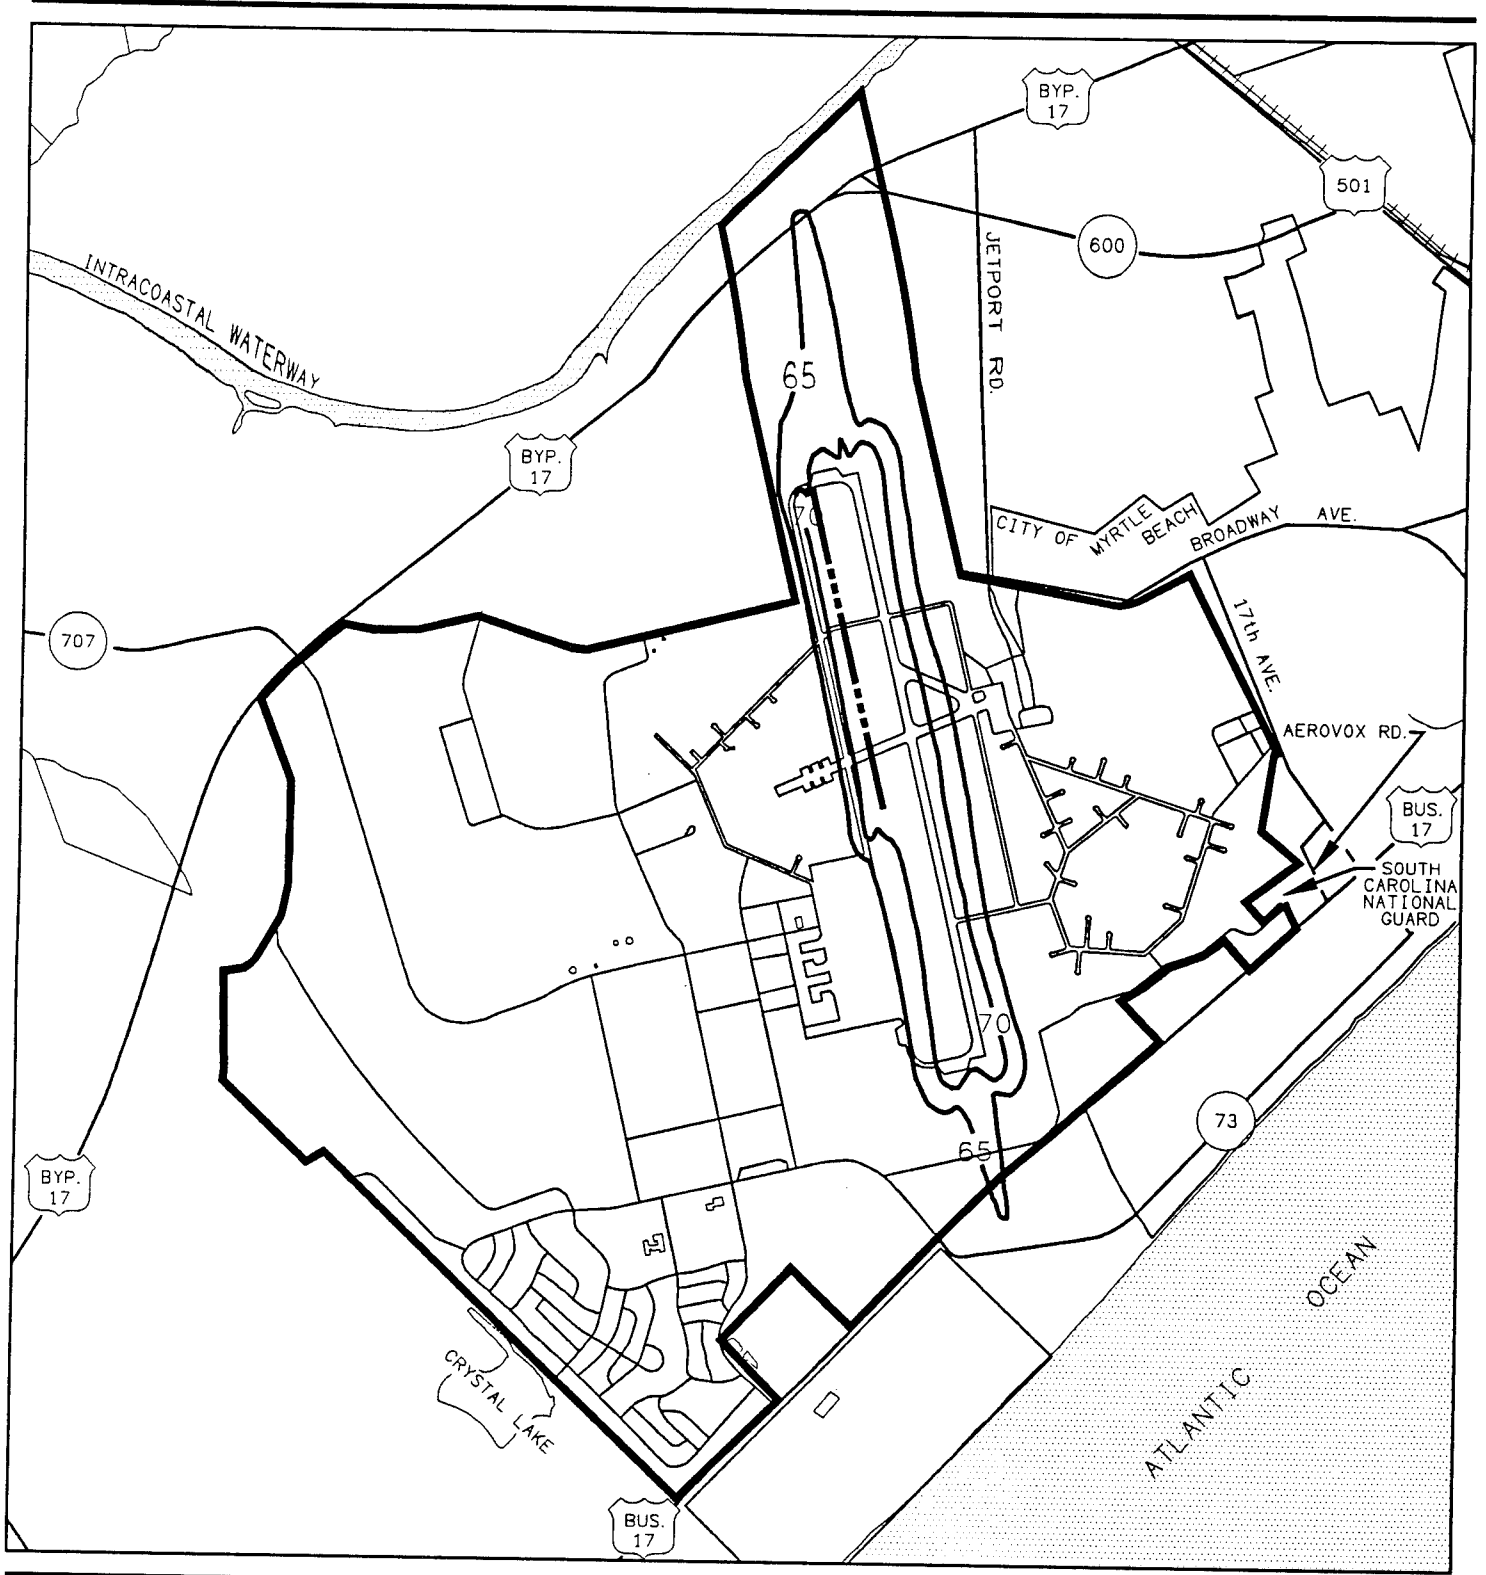 BYP.
17
501
600
JETPORT RD.
INTRACOASTAL WATERWAY
65
BYP.
17
70
CITY OF MYRTLE
BEACH
BROADWAY AVE.
17th AVE.
707
AEROVOX RD.
BUS.
17
SOUTH
CAROLINA
NATIONAL
GUARD
70
73
65
BYP.
17
OCEAN
ATLANTIC
CRYSTAL LAKE
BUS.
17